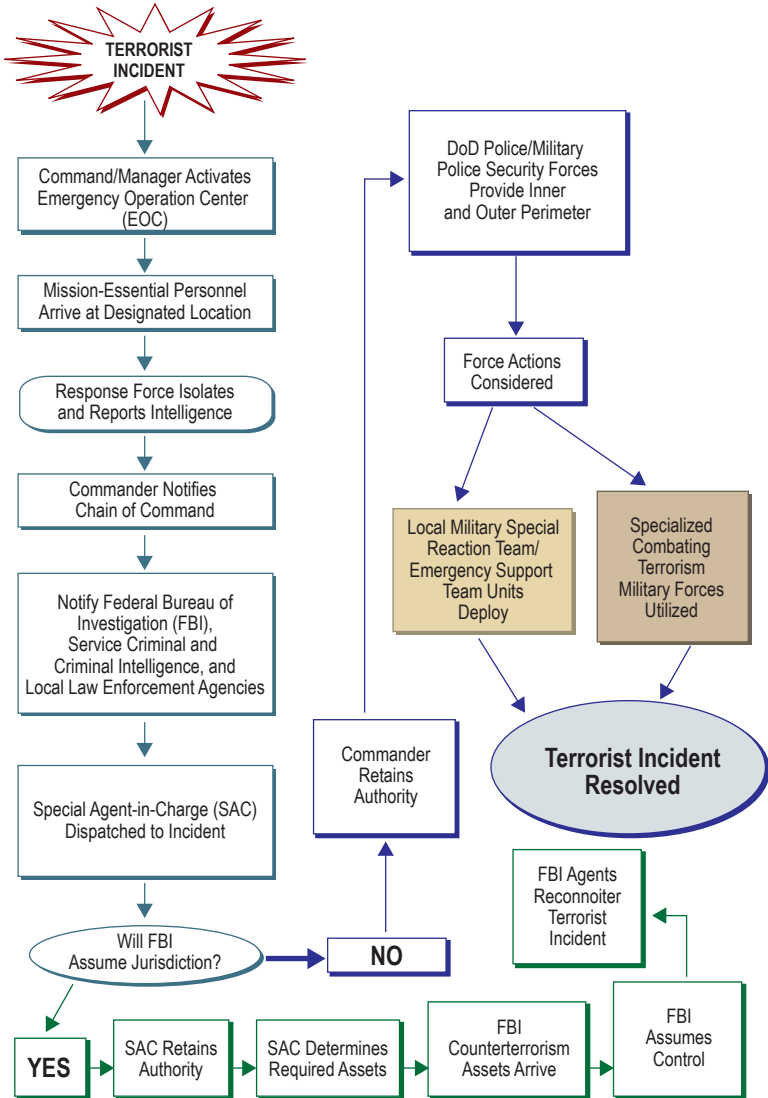 TERRORIST
INCIDENT
Command/Manager Activates
Emergency Operation Center
(EOC)
Mission-Essential Personnel
Arrive at Designated Location
Response Force Isolates
and Reports Intelligence
Commander Notifies
Chain of Command
Notify Federal Bureau of
Investigation (FBI),
Service Criminal and
Criminal Intelligence, and
Local Law Enforcement Agencies
Special Agent-in-Charge (SAC)
Dispatched to Incident
Will FBI
Assume Jurisdiction?
NO
Commander
Retains
Authority
DoD Police/Military
Police Security Forces
Provide Inner
and Outer Perimeter
Force Actions
Considered
Local Military Special
Reaction Team/
Emergency Support
Team Units
Deploy
Specialized
Combating
Terrorism
Military Forces
Utilized
Terrorist Incident
Resolved
YES
SAC Retains
Authority
SAC Determines
Required Assets
FBI
Counterterrorism
Assets Arrive
FBI
Assumes
Control
FBI Agents
Reconnoiter
Terrorist
Incident